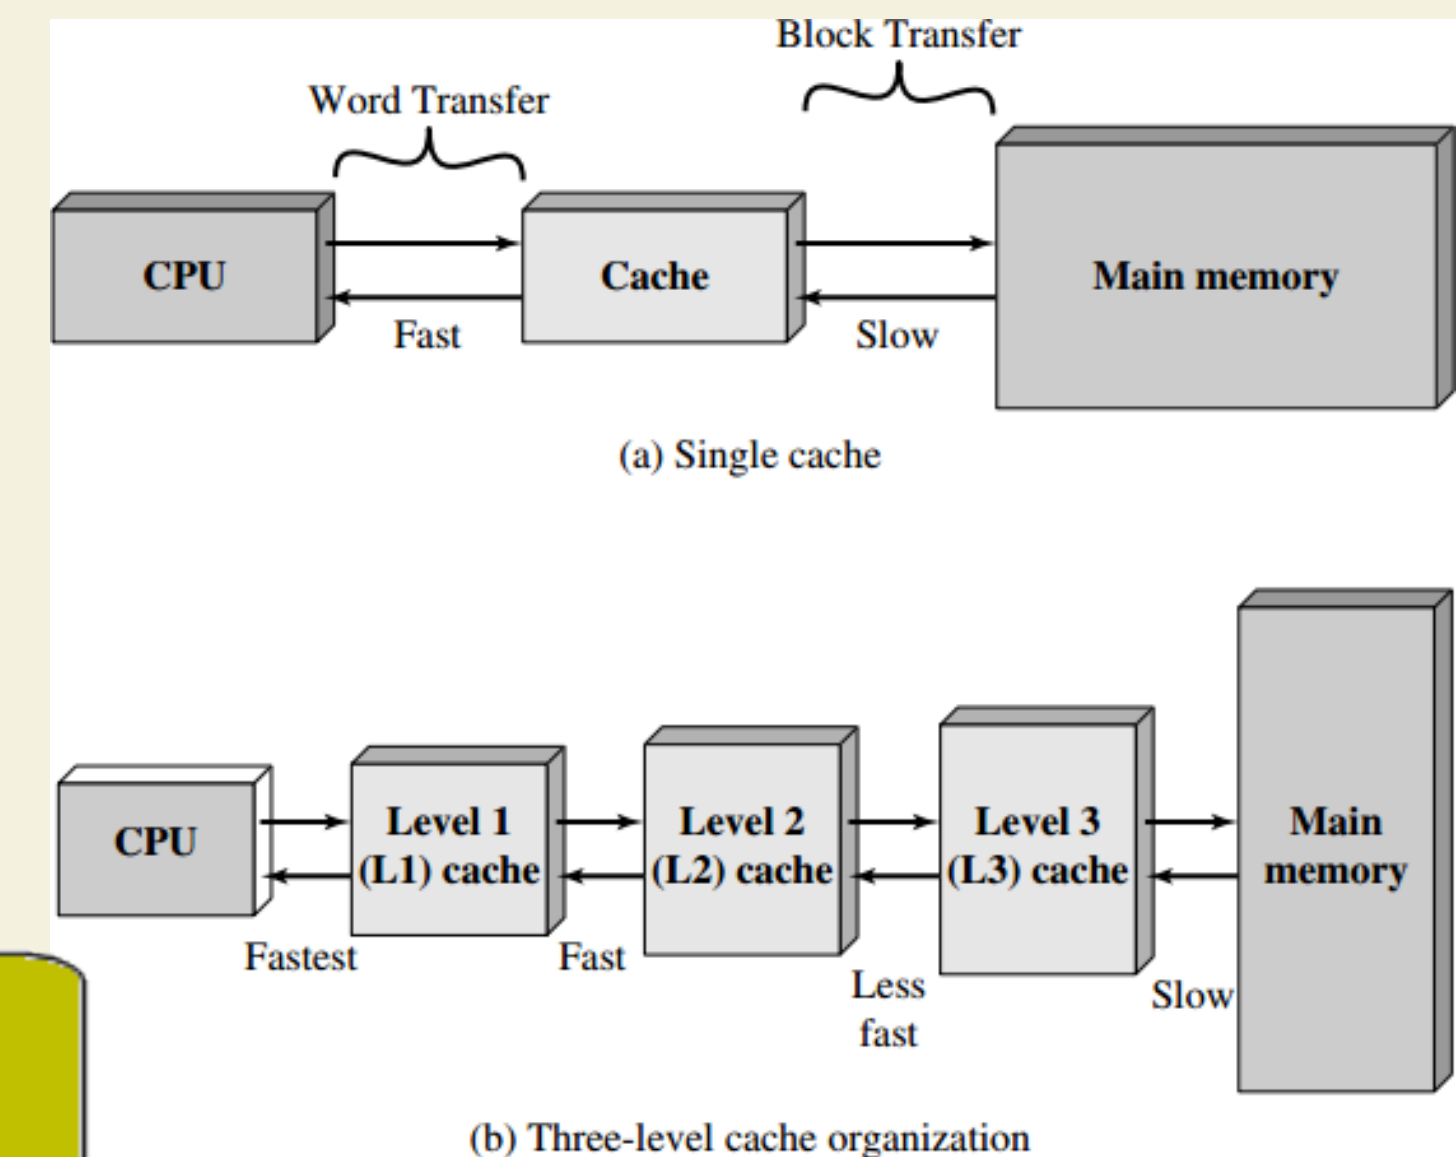 Block Transfer
Word Transfer
CPU
Cache
Main memory
Fast
Slow
(a) Single cache
CPU
Level 1
(L1) cache
Level 2
(L2) cache
Level 3
(L3) cache
Main
memory
Fastest
Fast
Less
fast
Slow
(b) Three-level cache organization